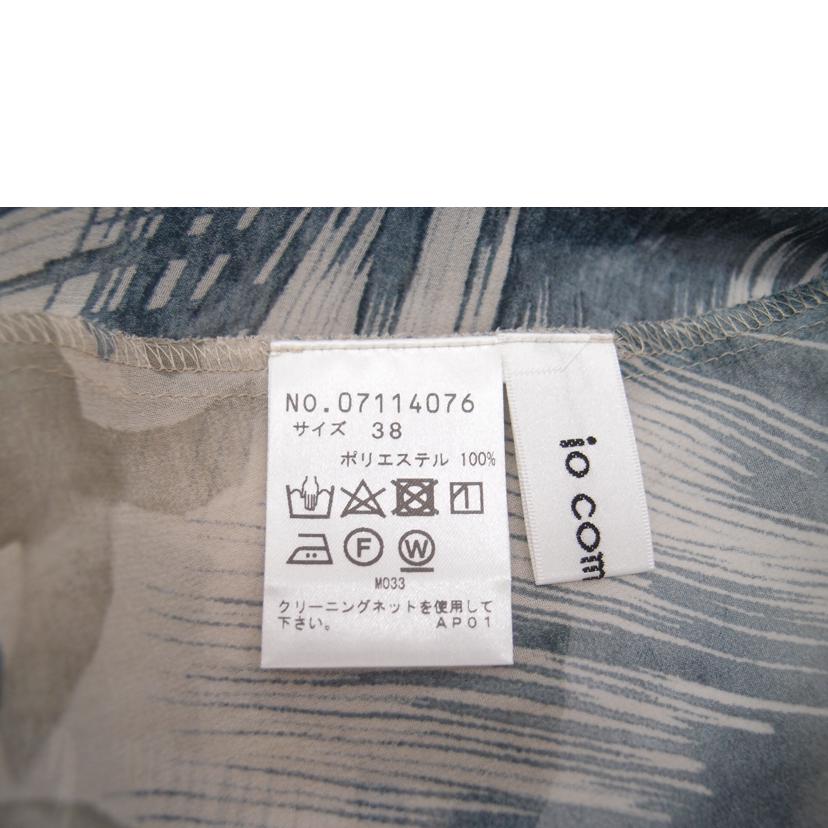 NO.07114076
サイズ 38
ポリエステル 100%
F W
M033
クリーニングネットを使用して
下さい。 AP01
io com